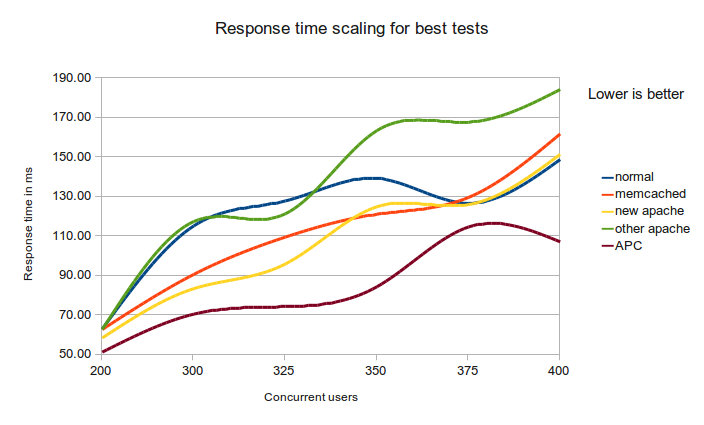 Response time scaling for best tests
190.00
170.00
150.00
130.00
110.00
90.00
70.00
50.00
Response time in ms
200 300 325 350 375 400
Concurrent users
Lower is better
normal
memcached
new apache
other apache
APC